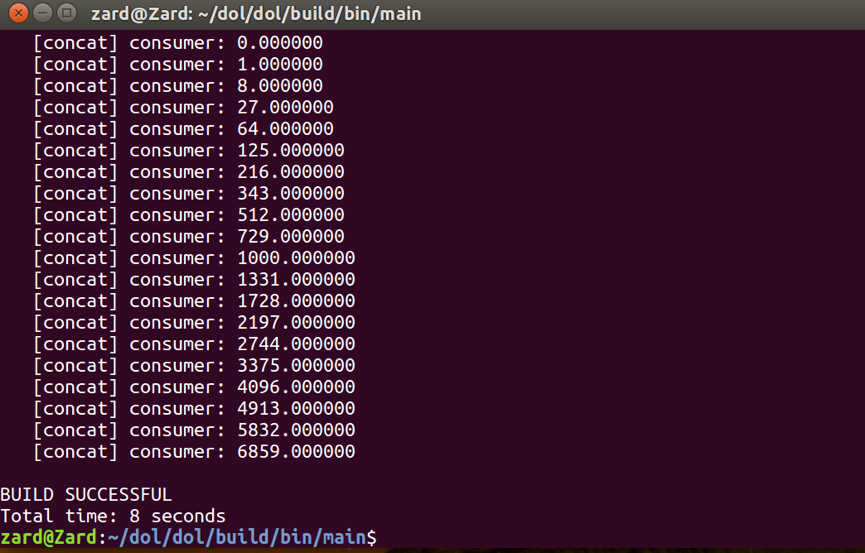 zard@Zard: ~/dol/dol/build/bin/main
[concat] consumer: 0.000000
[concat] consumer: 1.000000
[concat] consumer: 8.000000
[concat] consumer: 27.000000
[concat] consumer: 64.000000
[concat] consumer: 125.000000
[concat] consumer: 216.000000
[concat] consumer: 343.000000
[concat] consumer: 512.000000
[concat] consumer: 729.000000
[concat] consumer: 1000.000000
[concat] consumer: 1331.000000
[concat] consumer: 1728.000000
[concat] consumer: 2197.000000
[concat] consumer: 2744.000000
[concat] consumer: 3375.000000
[concat] consumer: 4096.000000
[concat] consumer: 4913.000000
[concat] consumer: 5832.000000
[concat] consumer: 6859.000000
BUILD SUCCESSFUL
Total time: 8 seconds
zard@Zard:~/dol/dol/build/bin/main$